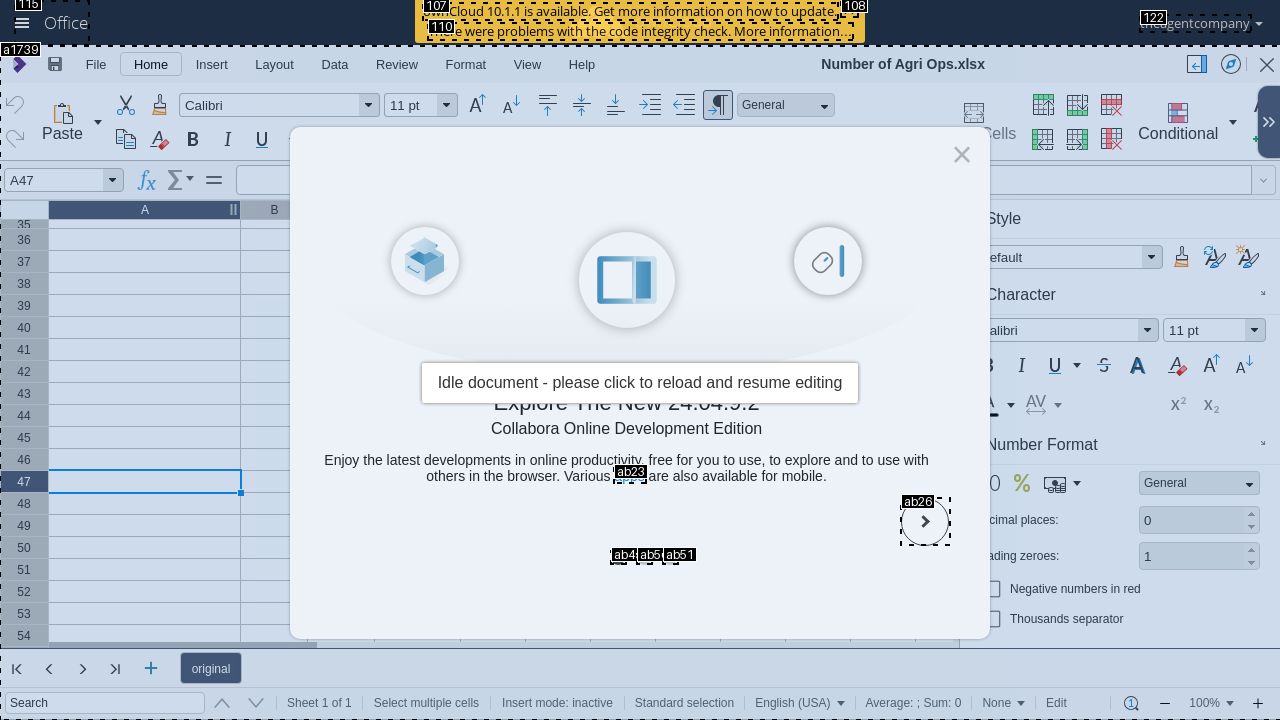 115
Office
107
ownCloud 10.1.1 is available. Get more information on how to update.
108
110
There were problems with the code integrity check. More information…
122
theagentcompany
a1739
File
Home
Insert
Layout
Data
Review
Format
View
Help
Number of Agri Ops.xlsx
Paste
Calibri
11 pt
General
Cells
Conditional
A47
A
B
35
36
37
38
39
40
41
42
43
44
45
46
47
48
49
50
51
52
53
54
Idle document - please click to reload and resume editing
Explore The New 24.04.9.2
Collabora Online Development Edition
Enjoy the latest developments in online productivity, free for you to use, to explore and to use with
others in the browser. Various apps are also available for mobile.
ab23
ab26
ab51
Style
efault
Character
alibri
11 pt
Number Format
General
cimal places:
0
ading zeroes:
1
Negative numbers in red
Thousands separator
original
Search
Sheet 1 of 1
Select multiple cells
Insert mode: inactive
Standard selection
English (USA)
Average: ; Sum: 0
None
Edit
100%